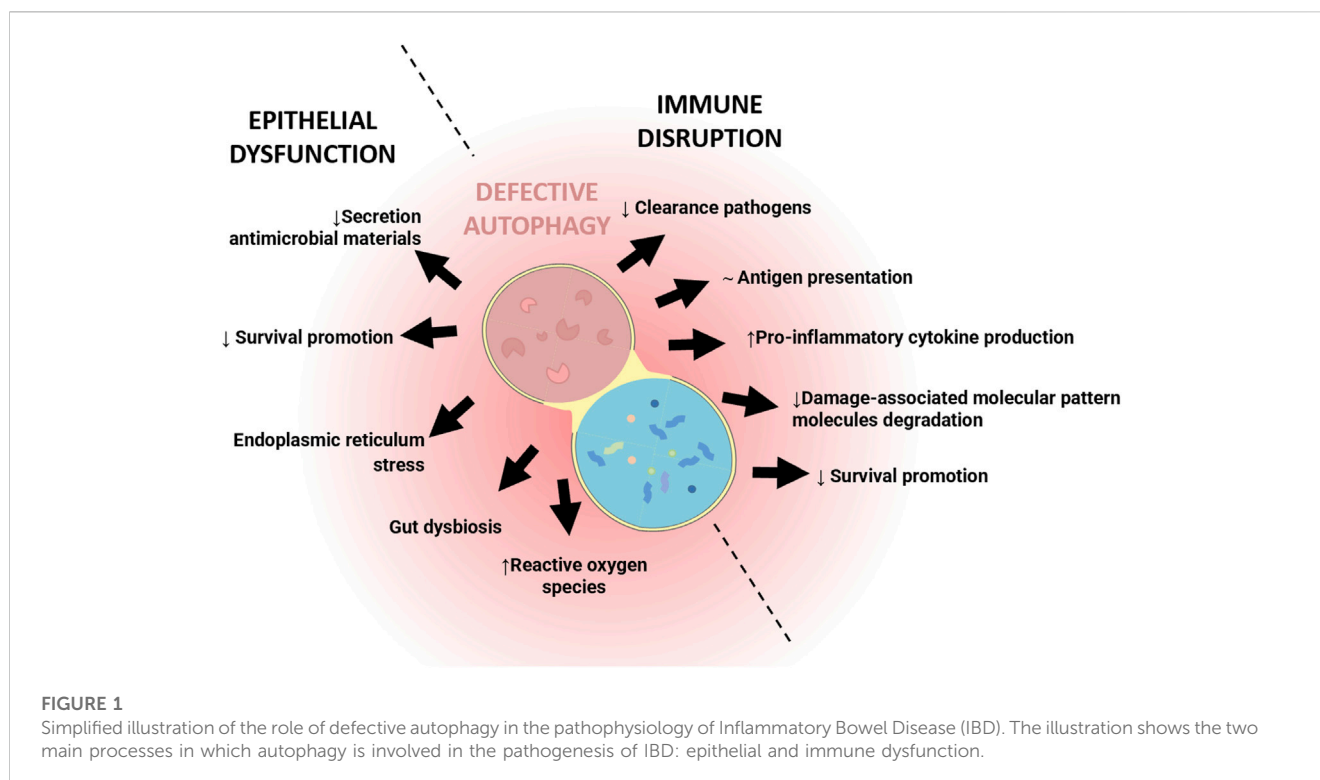 EPITHELIAL
DYSFUNCTION
IMMUNE
DISRUPTION
DEFECTIVE
AUTOPHAGY
↓Secretion
antimicrobial materials
↓ Survival promotion
Endoplasmic reticulum
stress
Gut dysbiosis
↑Reactive oxygen
species
↓ Clearance pathogens
~ Antigen presentation
↑Pro-inflammatory cytokine production
↓Damage-associated molecular pattern
molecules degradation
↓ Survival promotion
FIGURE 1
Simplified illustration of the role of defective autophagy in the pathophysiology of Inflammatory Bowel Disease (IBD). The illustration shows the two
main processes in which autophagy is involved in the pathogenesis of IBD: epithelial and immune dysfunction.